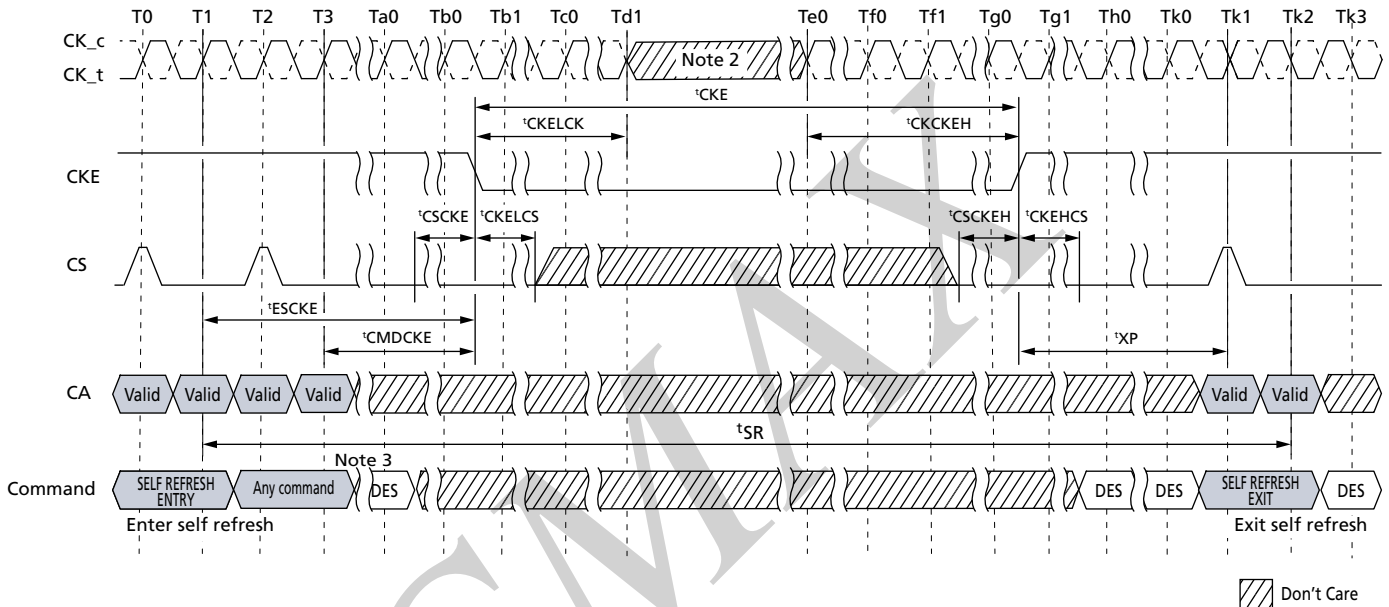 T0 T1 T2 T3 Ta0 Tb0 Tb1 Tc0 Td1 Te0 Tf0 Tf1 Tg0 Tg1 Th0 Tk0 Tk1 Tk2 Tk3
CK_c
CK_t
Note 2
tCKE
tCKELCK tCKCKEH
CKE
tCSCKE tCKELCS tCSCKEH tCKEHCS
CS
tESCKE
tCMDCKE tXP
CA Valid Valid Valid Valid Valid Valid
tSR
Note 3
Command SELF REFRESH ENTRY Any command DES DES DES SELF REFRESH EXIT DES
Enter self refresh Exit self refresh
Don't Care
CMAX